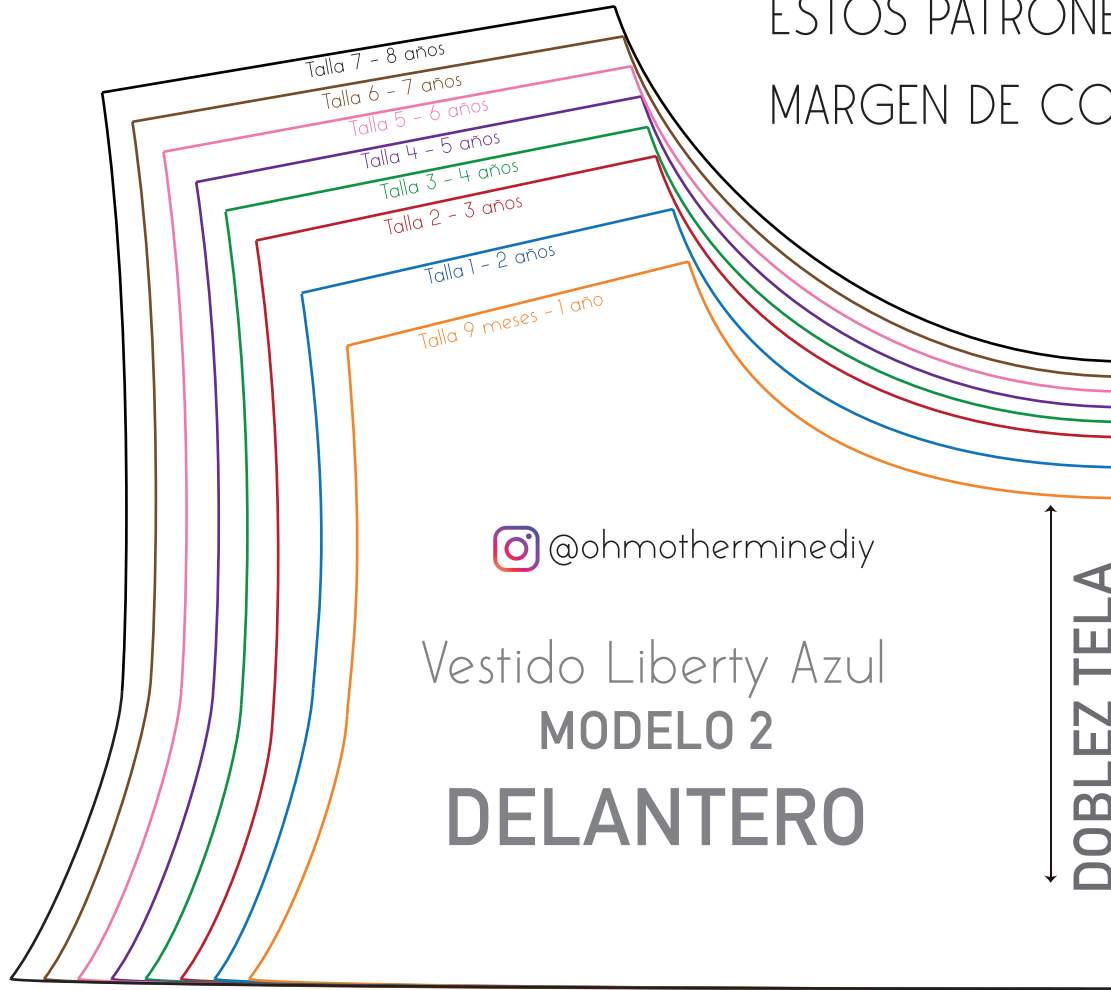 ESTOS PATRONE
MARGEN DE CO
Talla 7 - 8 años
Talla 6 - 7 años
Talla 5 - 6 años
Talla 4 - 5 años
Talla 3 - 4 años
Talla 2 - 3 años
Talla 1 - 2 años
Talla 9 meses - 1 año
@ohmotherminediy
Vestido Liberty Azul
MODELO 2
DELANTERO
DOBLEZ TELA